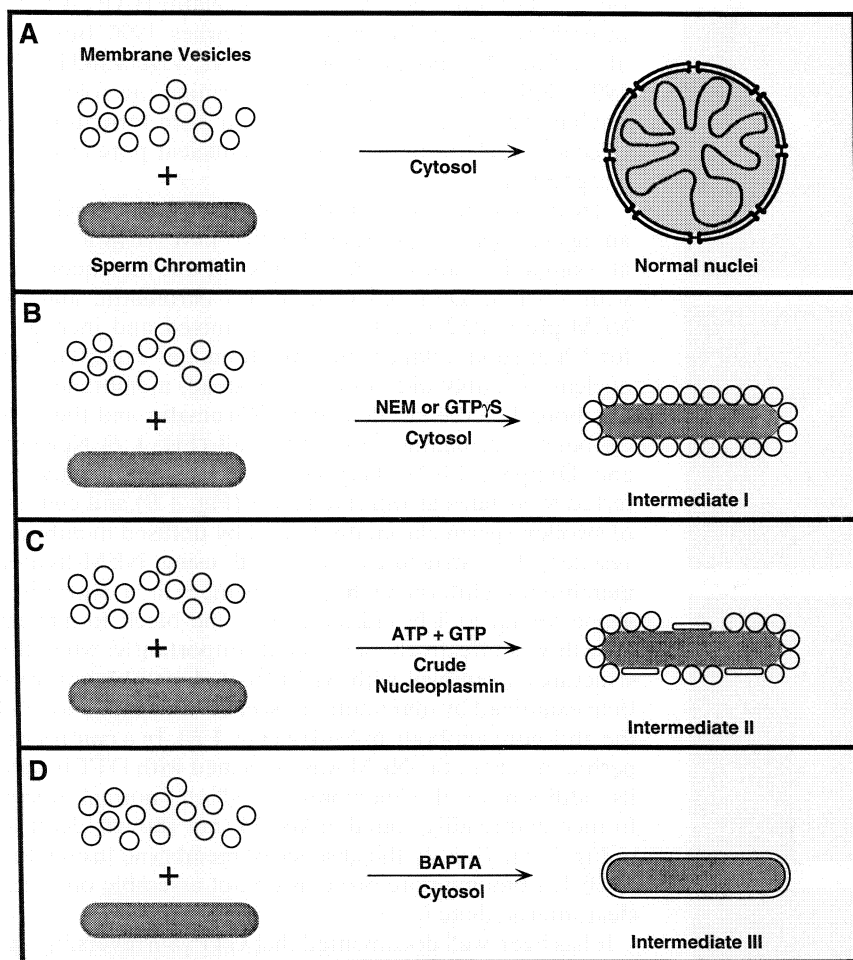 A
Membrane Vesicles
+
Cytosol
Sperm Chromatin
Normal nuclei
B
+
NEM or GTPγS
Cytosol
Intermediate I
C
+
ATP + GTP
Crude
Nucleoplasmin
Intermediate II
D
+
BAPTA
Cytosol
Intermediate III